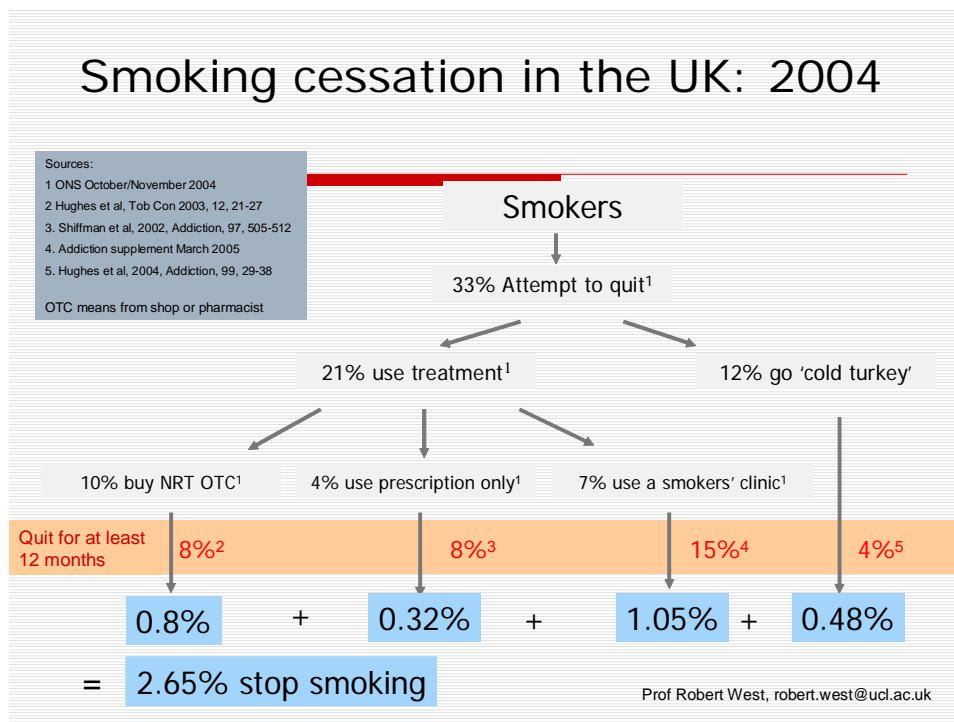 Smoking cessation in the UK: 2004
Sources:
1 ONS October/November 2004
2 Hughes et al, Tob Con 2003, 12, 21-27
3. Shiffman et al, 2002, Addiction, 97, 505-512
4. Addiction supplement March 2005
5. Hughes et al, 2004, Addiction, 99, 29-38
OTC means from shop or pharmacist
Smokers
33% Attempt to quit¹
21% use treatment¹
12% go ‘cold turkey’
10% buy NRT OTC¹
4% use prescription only¹
7% use a smokers’ clinic¹
Quit for at least
12 months
8%²
8%³
15%⁴
4%⁵
0.8% + 0.32% + 1.05% + 0.48%
= 2.65% stop smoking
Prof Robert West, robert.west@ucl.ac.uk